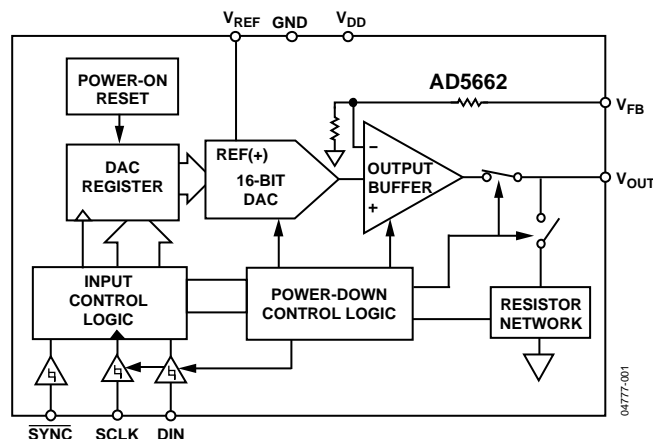 VREF GND VDD
POWER-ON
RESET
AD5662
VFB
REF(+)
16-BIT
DAC
DAC
REGISTER
–
OUTPUT
BUFFER
+
VOUT
INPUT
CONTROL
LOGIC
POWER-DOWN
CONTROL LOGIC
RESISTOR
NETWORK
SYNC SCLK DIN
04777-001